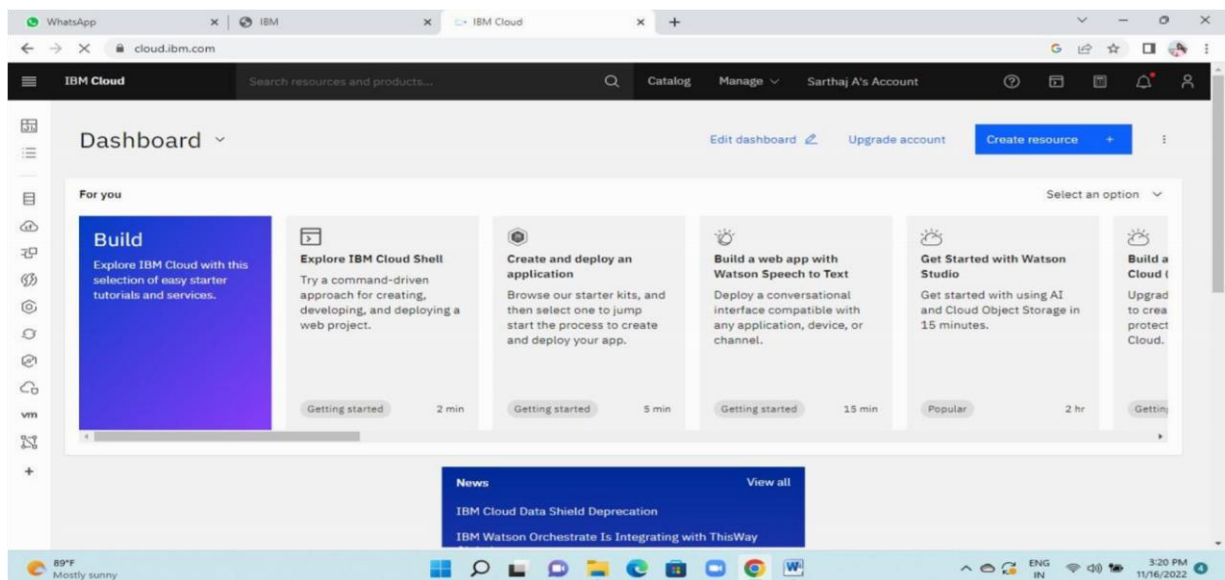 WhatsApp
IBM
IBM Cloud
cloud.ibm.com
IBM Cloud
Search resources and products...
Catalog
Manage
Sarthaj A's Account
Dashboard
Edit dashboard
Upgrade account
Create resource +
For you
Select an option
Build
Explore IBM Cloud with this
selection of easy starter
tutorials and services.
Explore IBM Cloud Shell
Try a command-driven
approach for creating,
developing, and deploying a
web project.
Getting started
2 min
Create and deploy an
application
Browse our starter kits, and
then select one to jump
start the process to create
and deploy your app.
Getting started
5 min
Build a web app with
Watson Speech to Text
Deploy a conversational
interface compatible with
any application, device, or
channel.
Getting started
15 min
Get Started with Watson
Studio
Get started with using AI
and Cloud Object Storage in
15 minutes.
Popular
2 hr
Build a
Cloud (
Upgrad
to crea
protect
Cloud.
Gettin
vm
News
View all
IBM Cloud Data Shield Deprecation
IBM Watson Orchestrate Is Integrating with ThisWay
89°F
Mostly sunny
ENG
IN
3:20 PM
11/16/2022